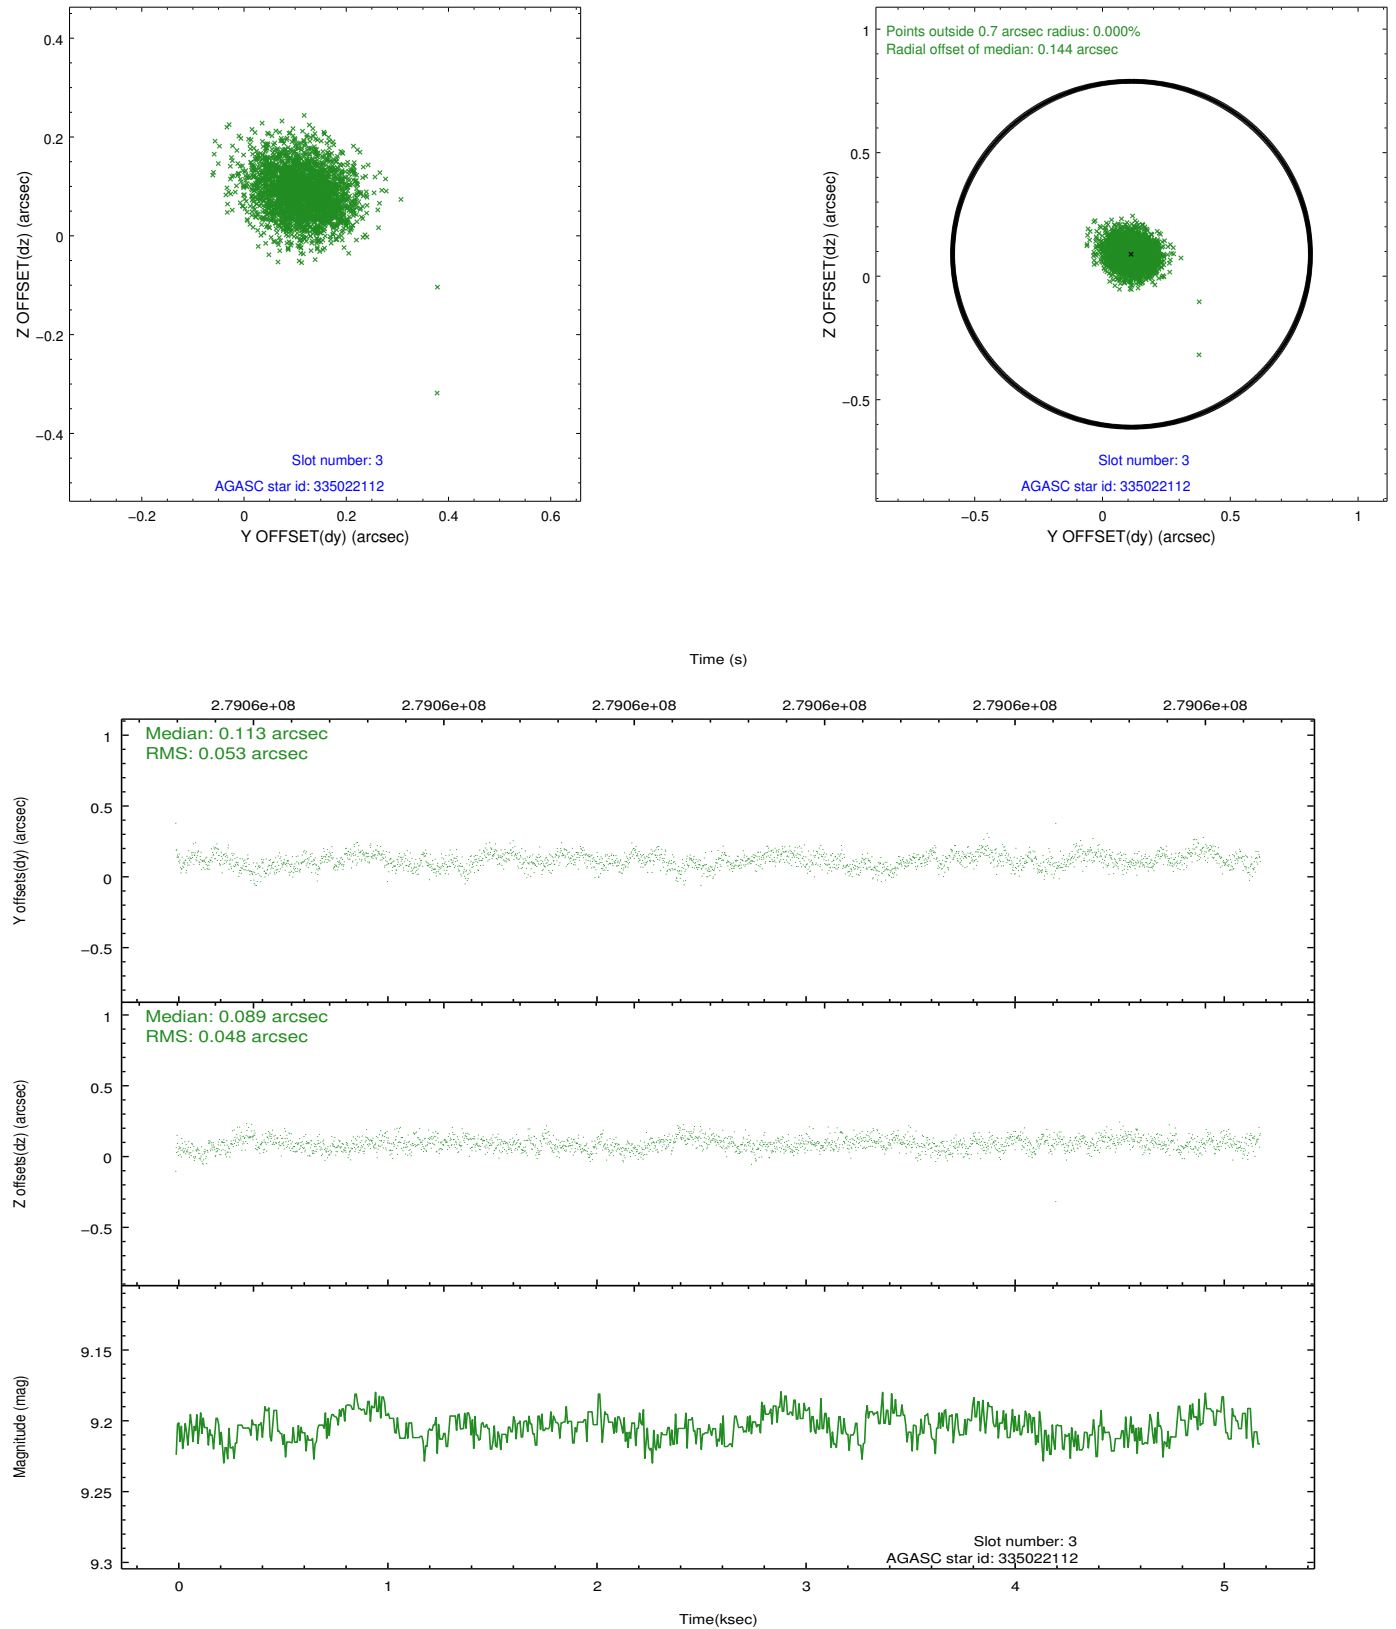 0.4
0.2
0
−0.2
−0.4
Z OFFSET(dz) (arcsec)
Slot number: 3
AGASC star id: 335022112
−0.2 0 0.2 0.4 0.6
Y OFFSET(dy) (arcsec)
Points outside 0.7 arcsec radius: 0.000%
Radial offset of median: 0.144 arcsec
1
0.5
0
−0.5
Z OFFSET(dz) (arcsec)
Slot number: 3
AGASC star id: 335022112
−0.5 0 0.5 1
Y OFFSET(dy) (arcsec)
Time (s)
2.7906e+08 2.7906e+08 2.7906e+08 2.7906e+08 2.7906e+08 2.7906e+08
Median: 0.113 arcsec
RMS: 0.053 arcsec
1
0.5
0
−0.5
Y offsets(dy) (arcsec)
Median: 0.089 arcsec
RMS: 0.048 arcsec
1
0.5
0
−0.5
Z offsets(dz) (arcsec)
9.15
9.2
9.25
9.3
Magnitude (mag)
Slot number: 3
AGASC star id: 335022112
0 1 2 3 4 5
Time(ksec)